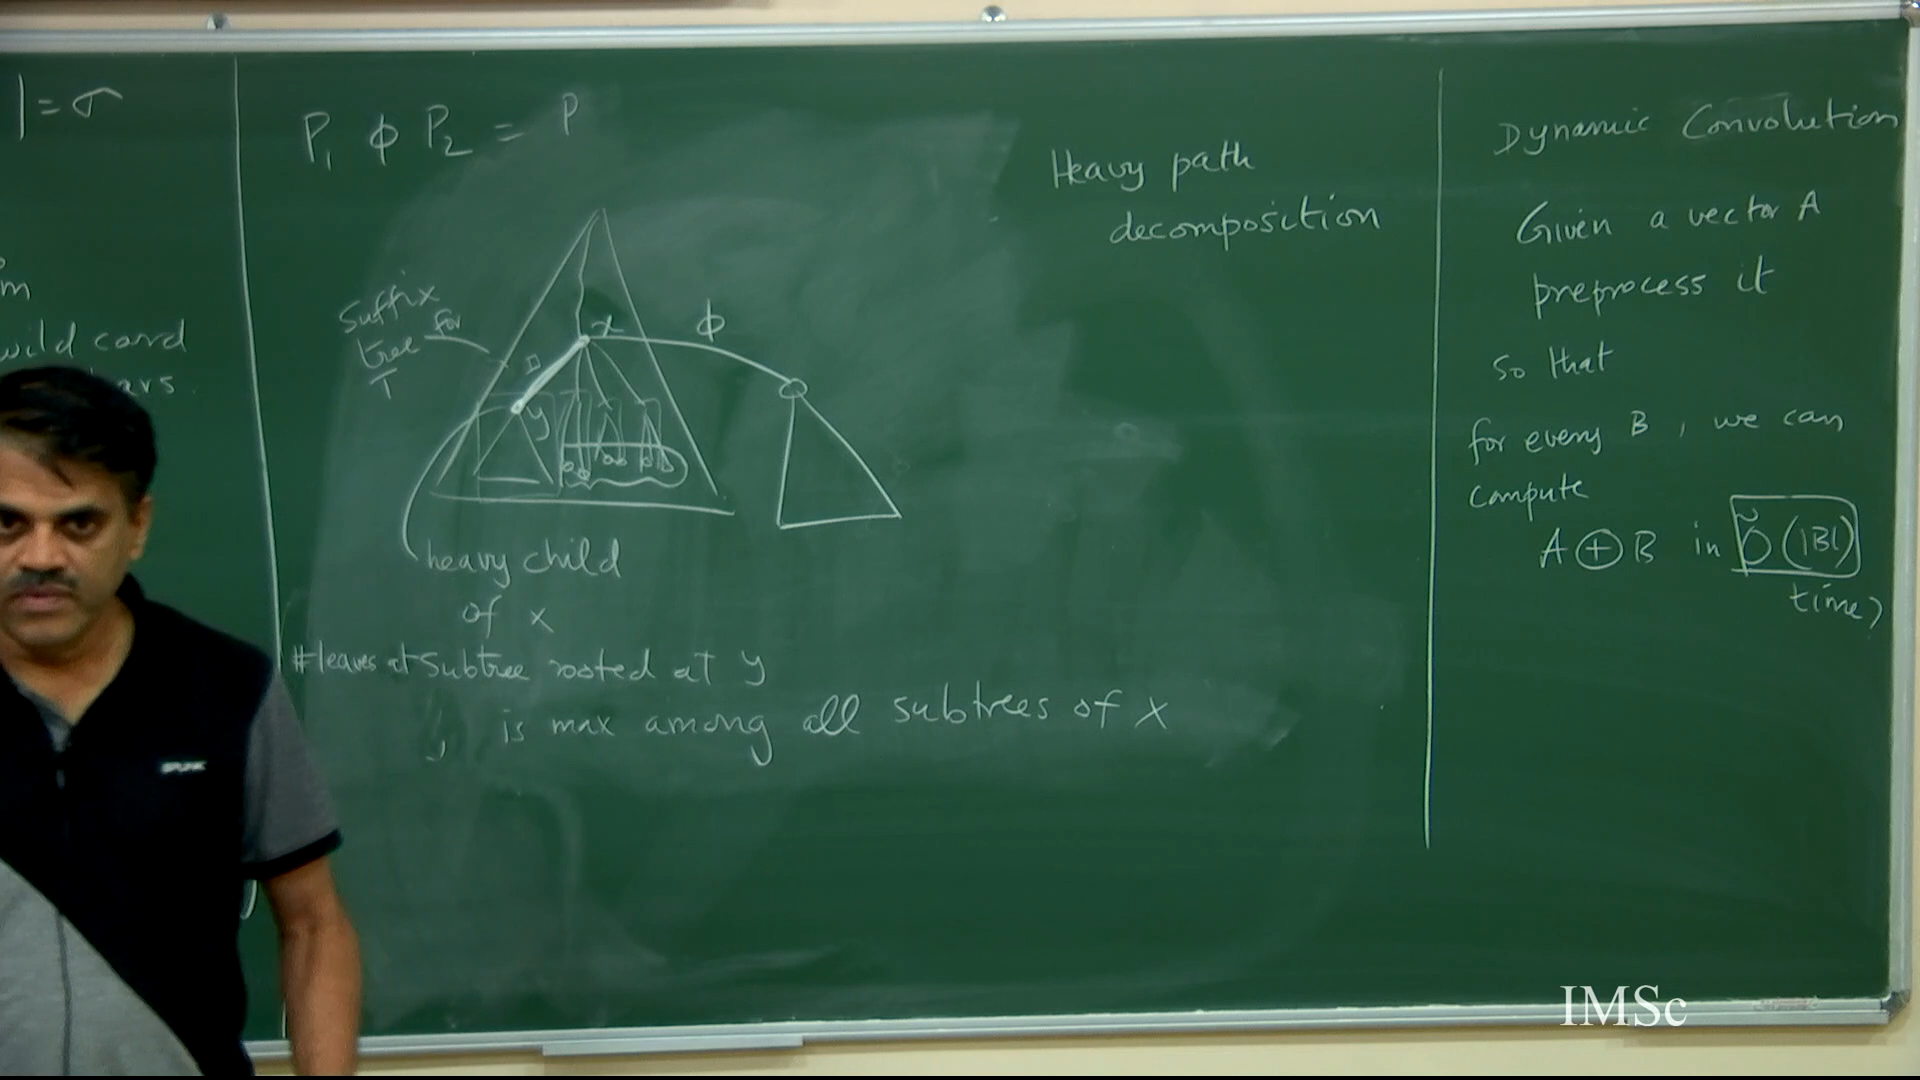 | = σ
m
wild card
P₁ φ P₂ = P
Suffix
tree for
T
x
φ
y
heavy child
of x
#leaves at subtree rooted at y
is max among all subtrees of x
Heavy path
decomposition
Dynamic Convolution
Given a vector A
preprocess it
so that
for every B, we can
compute
A ⊕ B in Õ(|B|)
time)
IMSc